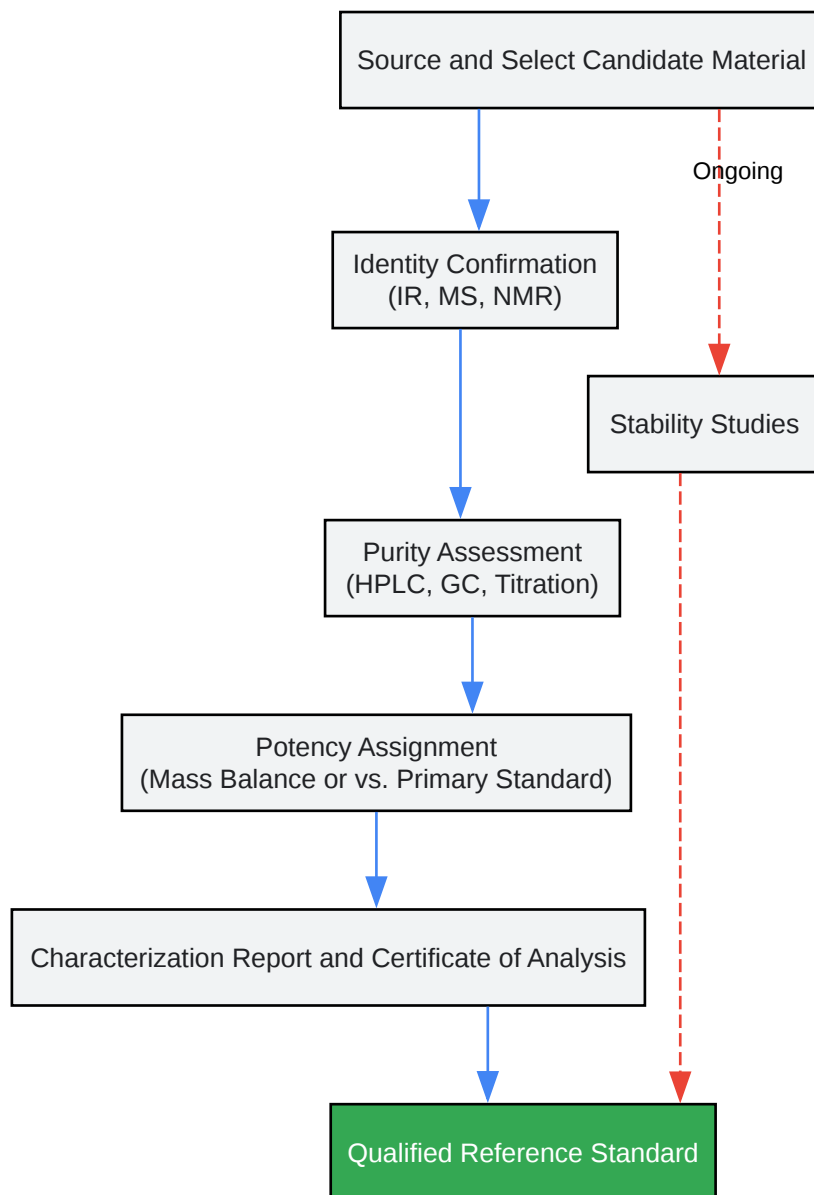 Source and Select Candidate Material
Ongoing
Identity Confirmation
(IR, MS, NMR)
Stability Studies
Purity Assessment
(HPLC, GC, Titration)
Potency Assignment
(Mass Balance or vs. Primary Standard)
Characterization Report and Certificate of Analysis
Qualified Reference Standard